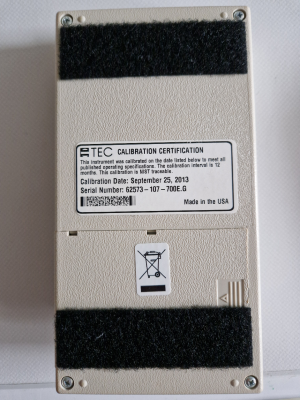 TEC CALIBRATION CERTIFICATION
This instrument was calibrated on the date listed below to meet all
published operating specifications. The calibration interval is 12
months. This calibration is NIST traceable.
Calibration Date: September 25, 2013
Serial Number: 62573-107-700E.G
Made in the USA